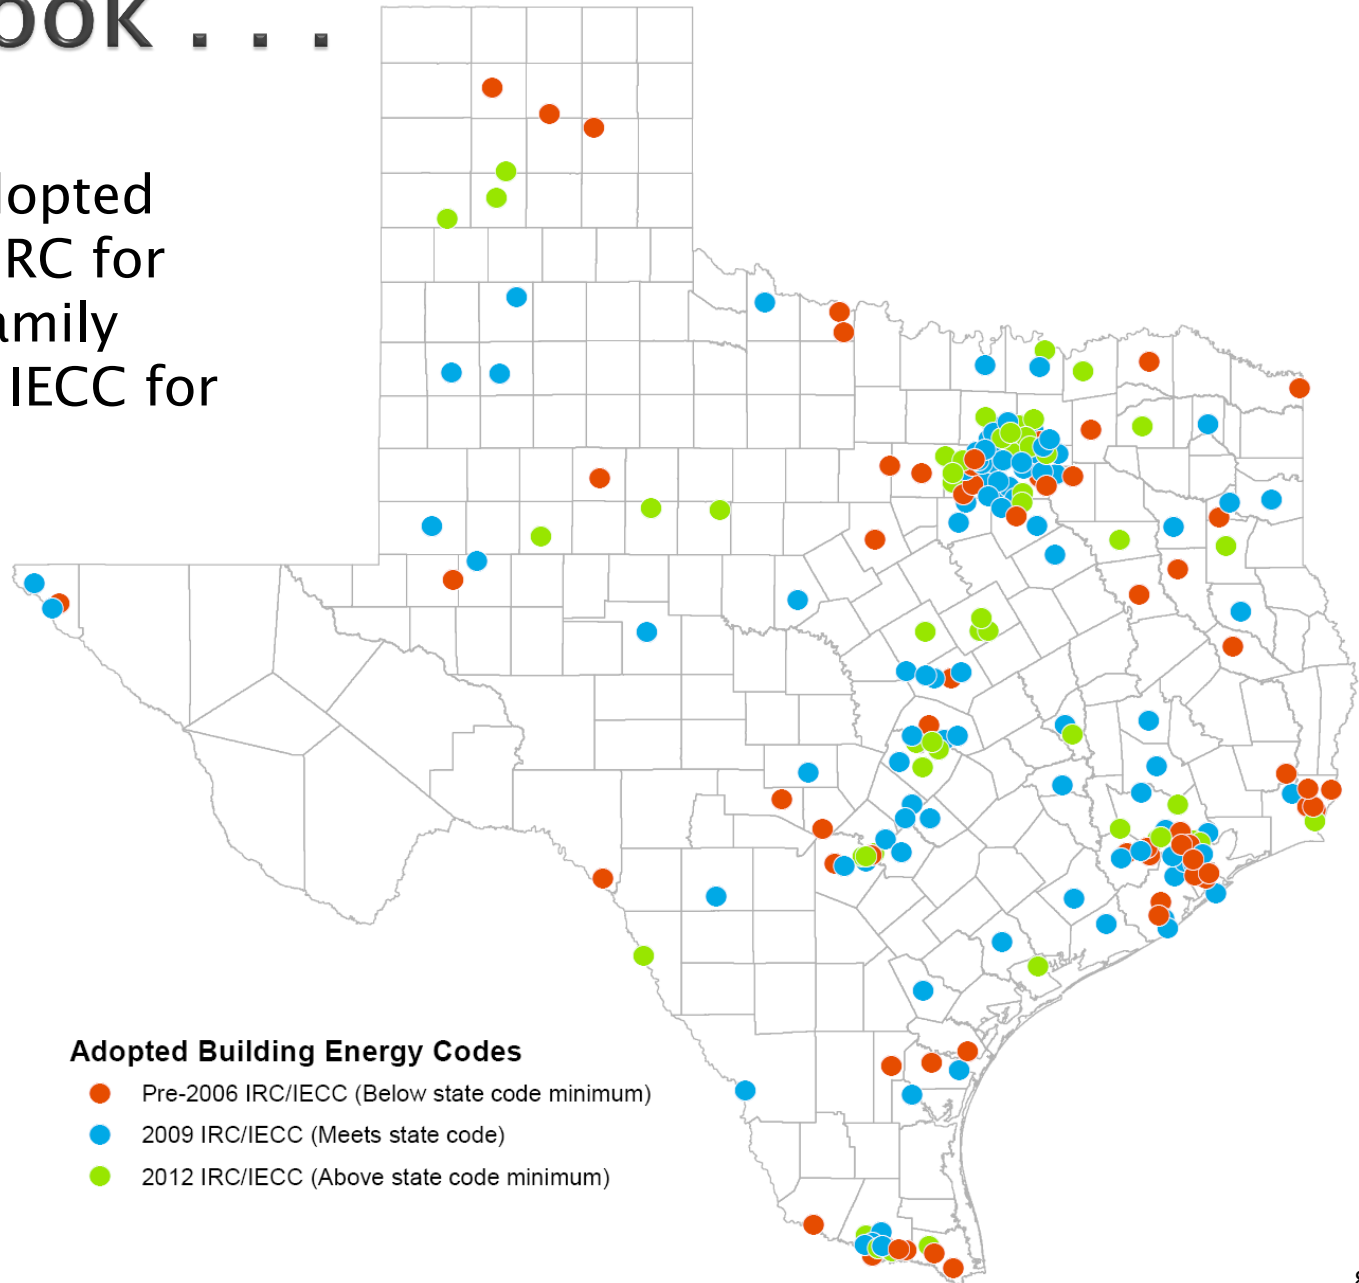 ook . . .
lopted
RC for
amily
IECC for
Adopted Building Energy Codes
Pre-2006 IRC/IECC (Below state code minimum)
2009 IRC/IECC (Meets state code)
2012 IRC/IECC (Above state code minimum)